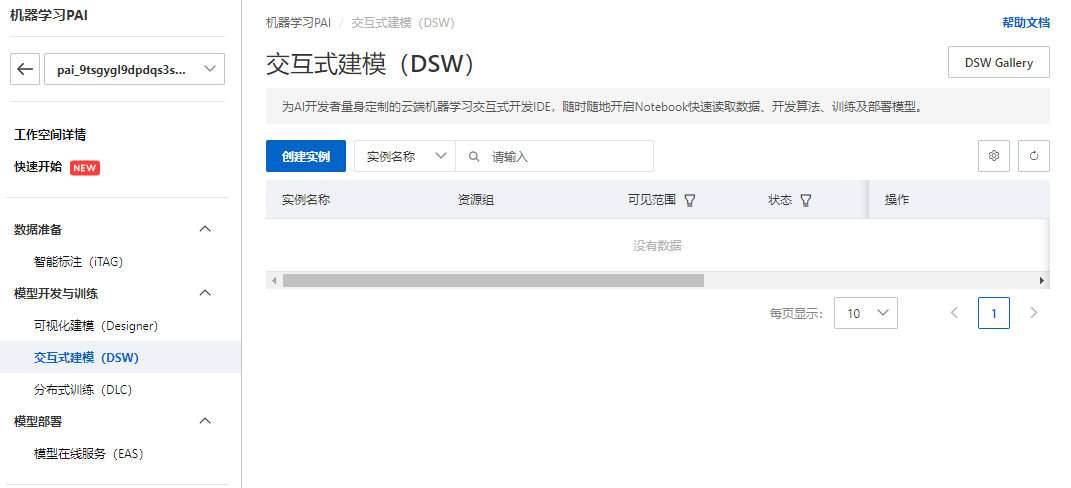 机器学习PAI
pai_9tsgygl9dpdqs3s...
工作空间详情
快速开始 NEW
数据准备
智能标注（iTAG）
模型开发与训练
可视化建模（Designer）
交互式建模（DSW）
分布式训练（DLC）
模型部署
模型在线服务（EAS）
机器学习PAI / 交互式建模（DSW） 帮助文档
交互式建模（DSW） DSW Gallery
为AI开发者量身定制的云端机器学习交互式开发IDE，随时随地开启Notebook快速读取数据、开发算法、训练及部署模型。
创建实例 实例名称 请输入
实例名称 资源组 可见范围 状态 操作
没有数据
每页显示: 10 1